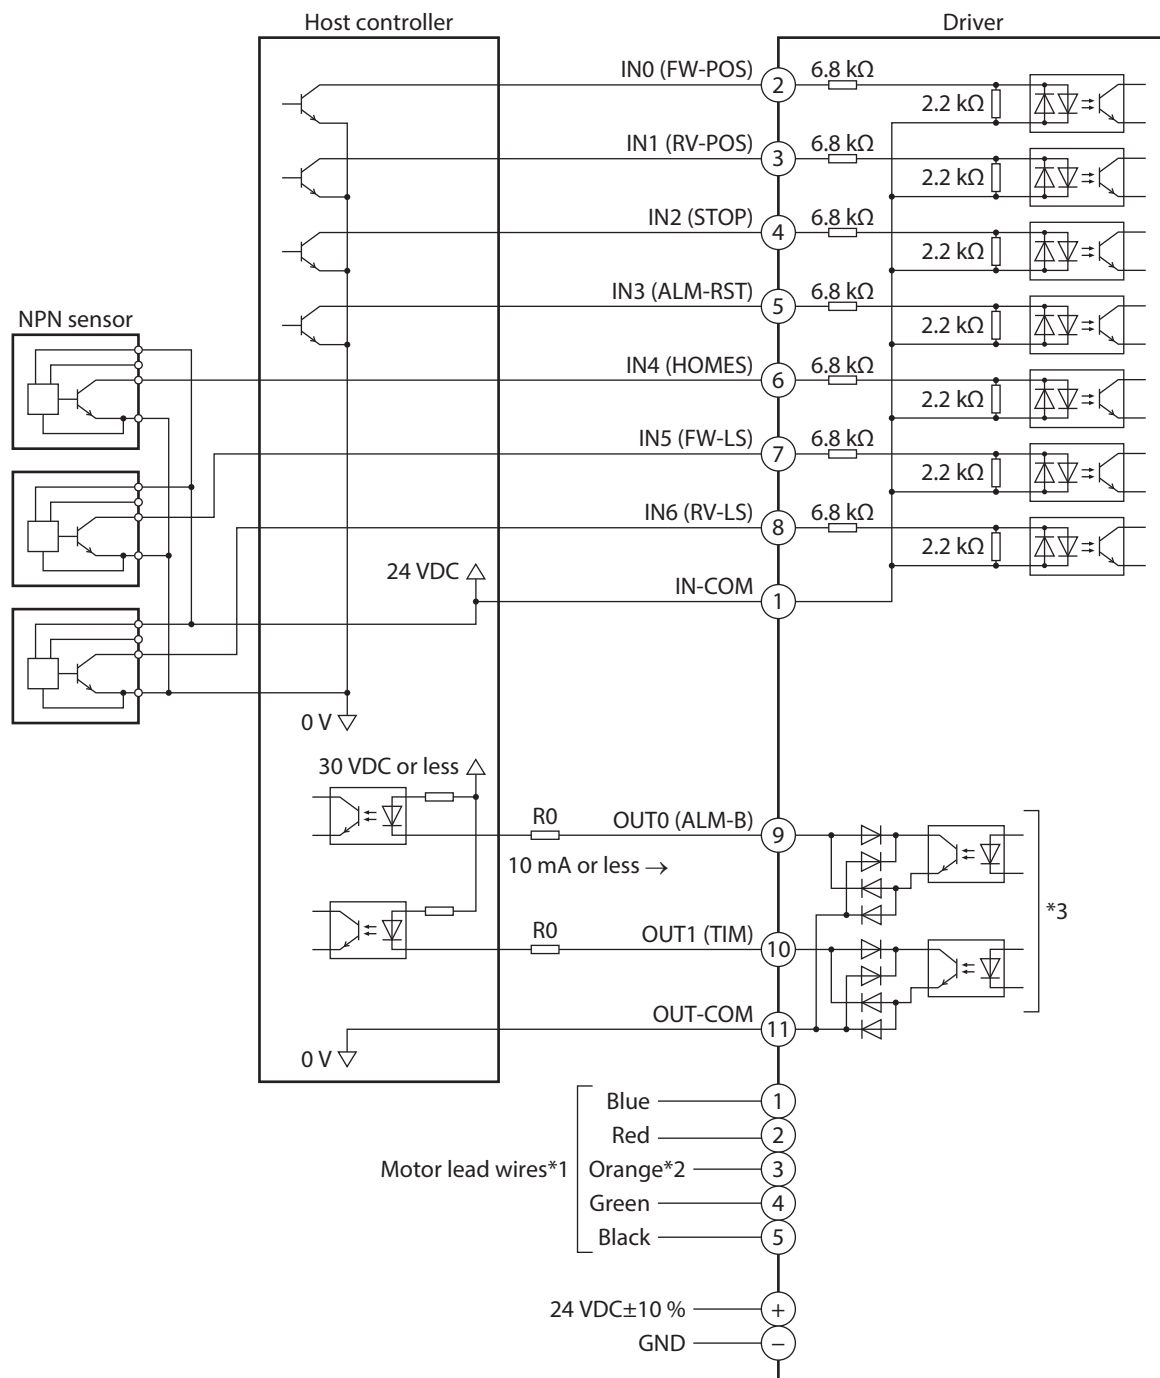 Host controller
Driver
IN0 (FW-POS) 2 6.8 kΩ
2.2 kΩ
IN1 (RV-POS) 3 6.8 kΩ
2.2 kΩ
IN2 (STOP) 4 6.8 kΩ
2.2 kΩ
IN3 (ALM-RST) 5 6.8 kΩ
NPN sensor
2.2 kΩ
IN4 (HOMES) 6 6.8 kΩ
2.2 kΩ
IN5 (FW-LS) 7 6.8 kΩ
2.2 kΩ
IN6 (RV-LS) 8 6.8 kΩ
2.2 kΩ
24 VDC
IN-COM 1
0 V
30 VDC or less
R0 OUT0 (ALM-B) 9
10 mA or less →
*3
R0 OUT1 (TIM) 10
OUT-COM 11
0 V
Blue 1
Red 2
Motor lead wires*1 Orange*2 3
Green 4
Black 5
24 VDC±10 % +
GND −